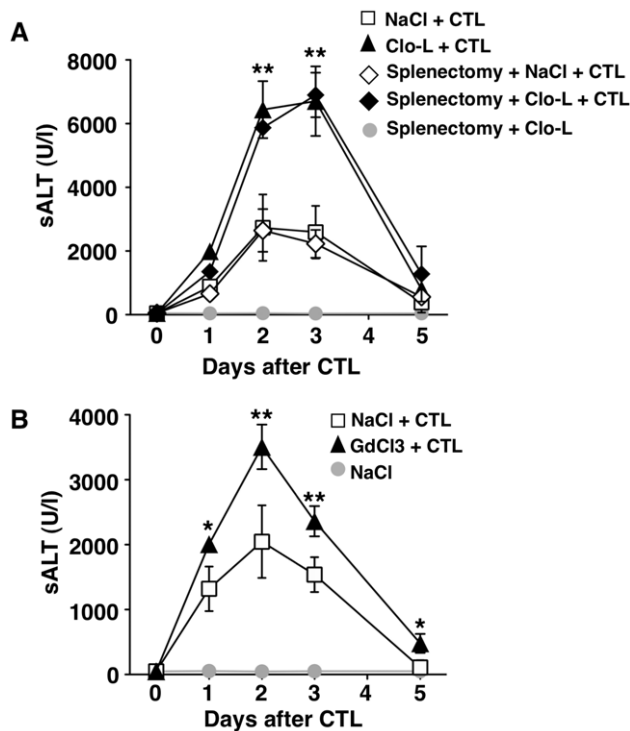 A
NaCl + CTL
Clo-L + CTL
Splenectomy + NaCl + CTL
Splenectomy + Clo-L + CTL
Splenectomy + Clo-L
** **
8000
6000
4000
2000
0
sALT (U/l)
0 1 2 3 4 5
Days after CTL
B
NaCl + CTL
GdCl3 + CTL
NaCl
**
**
*
*
4000
3000
2000
1000
0
sALT (U/l)
0 1 2 3 4 5
Days after CTL